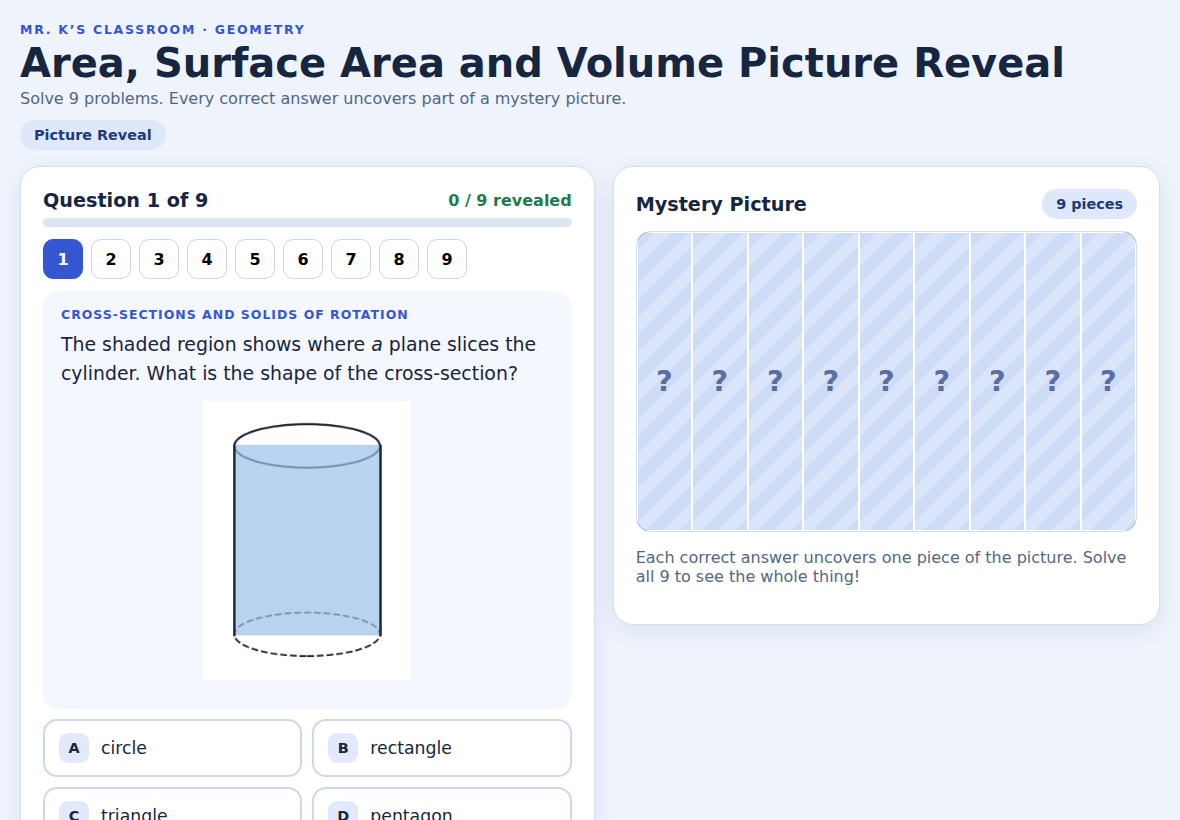 MR. K’S CLASSROOM · GEOMETRY
Area, Surface Area and Volume Picture Reveal
Solve 9 problems. Every correct answer uncovers part of a mystery picture.
Picture Reveal
Question 1 of 9
0 / 9 revealed
1 2 3 4 5 6 7 8 9
CROSS-SECTIONS AND SOLIDS OF ROTATION
The shaded region shows where a plane slices the
cylinder. What is the shape of the cross-section?
A circle
B rectangle
C triangle
D pentagon
Mystery Picture
9 pieces
? ? ? ? ? ? ? ? ?
Each correct answer uncovers one piece of the picture. Solve
all 9 to see the whole thing!